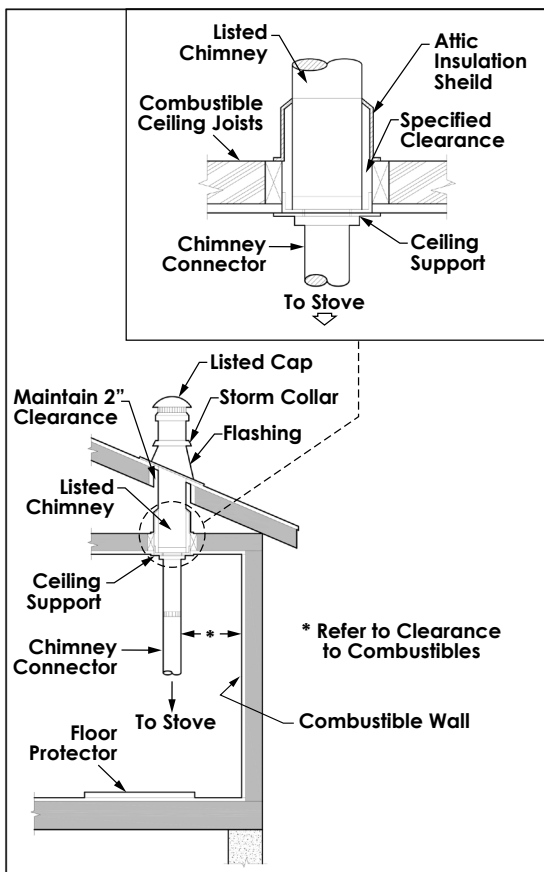 Listed
Chimney
Attic
Insulation
Sheild
Combustible
Ceiling Joists
Specified
Clearance
Chimney
Connector
Ceiling
Support
To Stove
Listed Cap
Maintain 2”
Clearance
Storm Collar
Flashing
Listed
Chimney
Ceiling
Support
*
* Refer to Clearance
to Combustibles
Chimney
Connector
To Stove
Combustible Wall
Floor
Protector